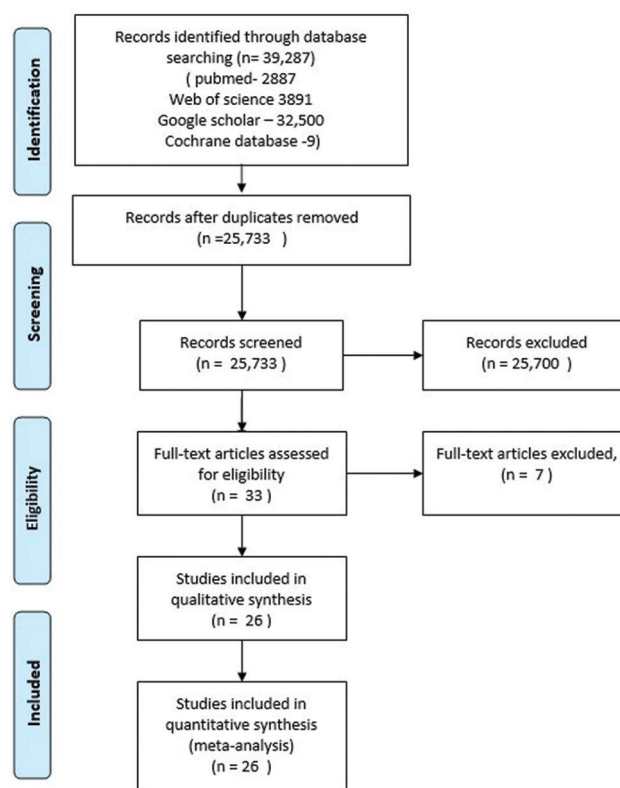 Identification
Records identified through database
searching (n= 39,287)
( pubmed- 2887
Web of science 3891
Google scholar – 32,500
Cochrane database -9)
Records after duplicates removed
(n =25,733 )
Screening
Records screened
(n = 25,733 )
Records excluded
(n = 25,700 )
Eligibility
Full-text articles assessed
for eligibility
(n = 33 )
Full-text articles excluded,
(n = 7 )
Studies included in
qualitative synthesis
(n = 26 )
Included
Studies included in
quantitative synthesis
(meta-analysis)
(n = 26 )